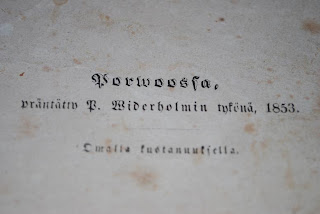 Porwoossa,
präntätty P. Widerholmin tykönä, 1853.
Omalla kustannuksella.